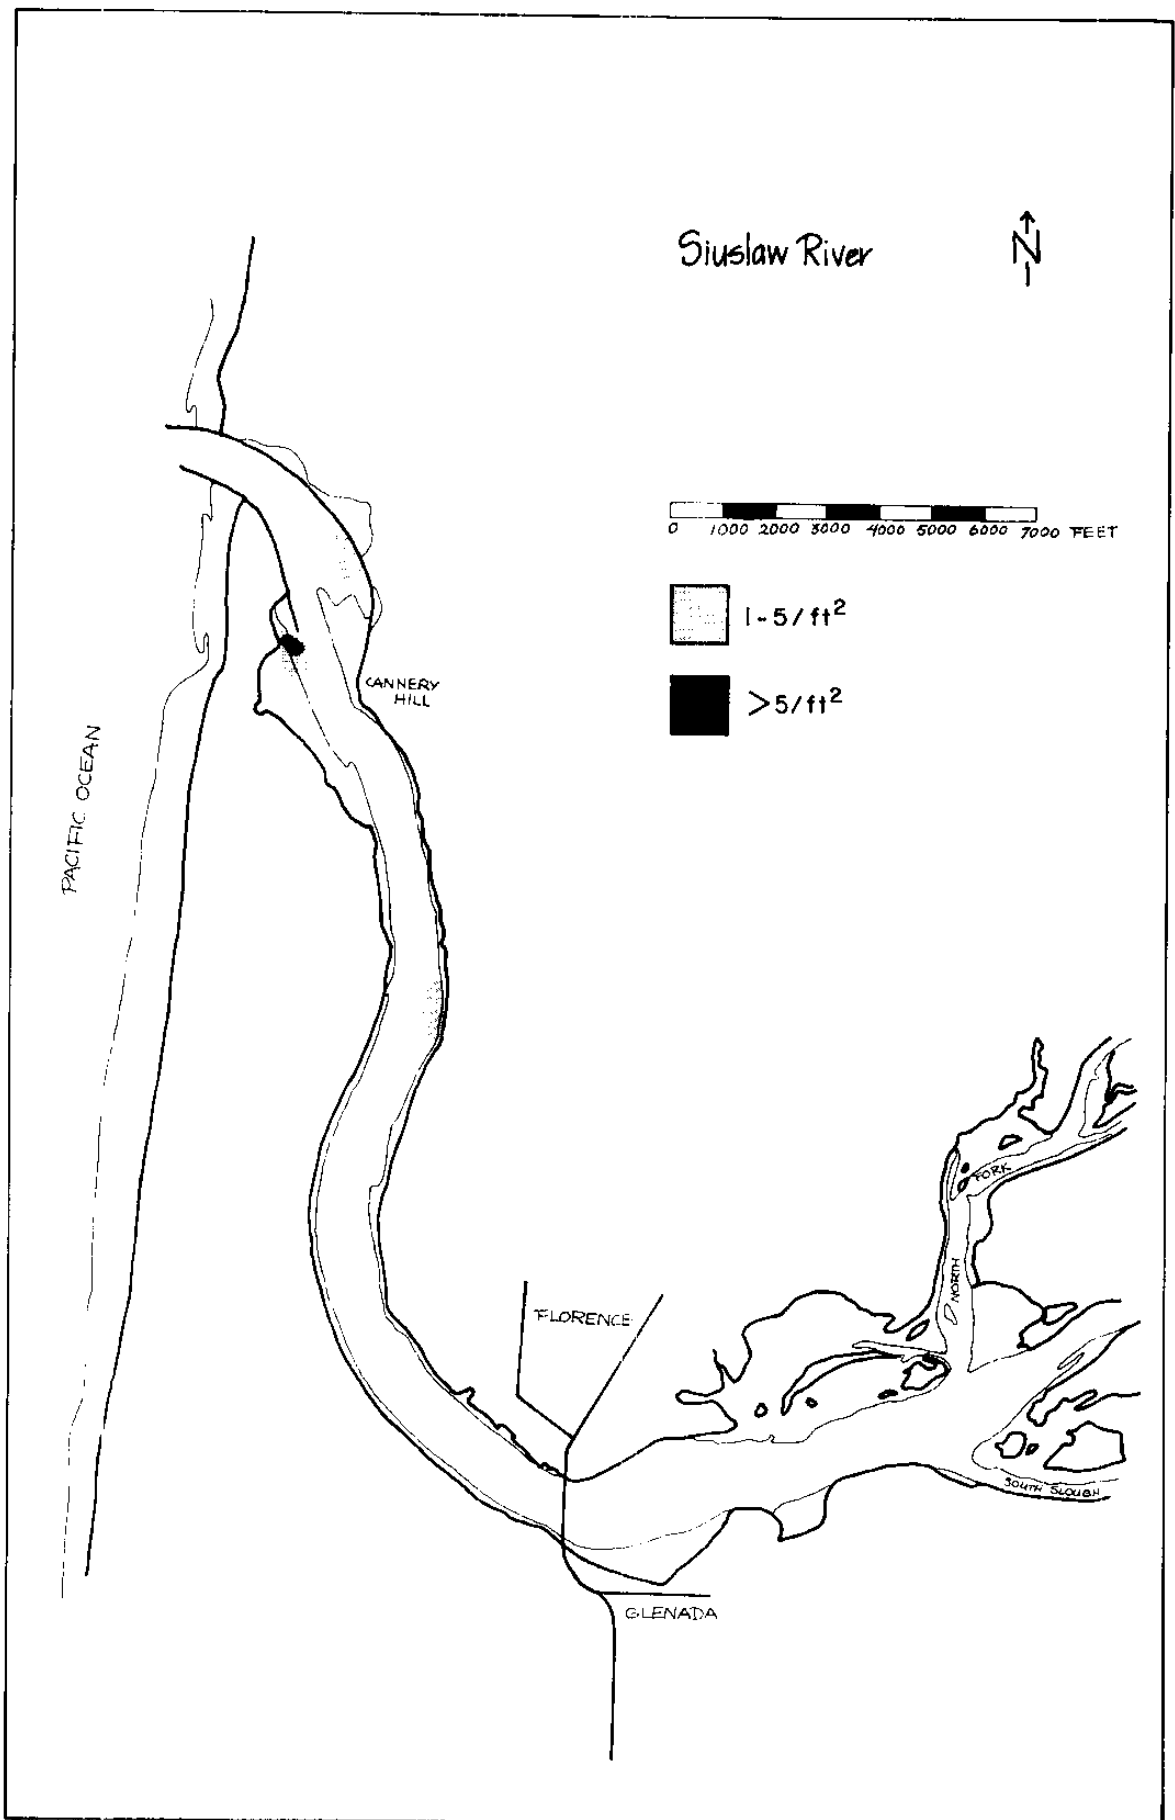 Siuslaw River
N
0 1000 2000 3000 4000 5000 6000 7000 FEET
1-5/ft²
>5/ft²
CANNERY
HILL
PACIFIC OCEAN
FORK
NORTH
FLORENCE
SOUTH SLOUGH
GLENADA